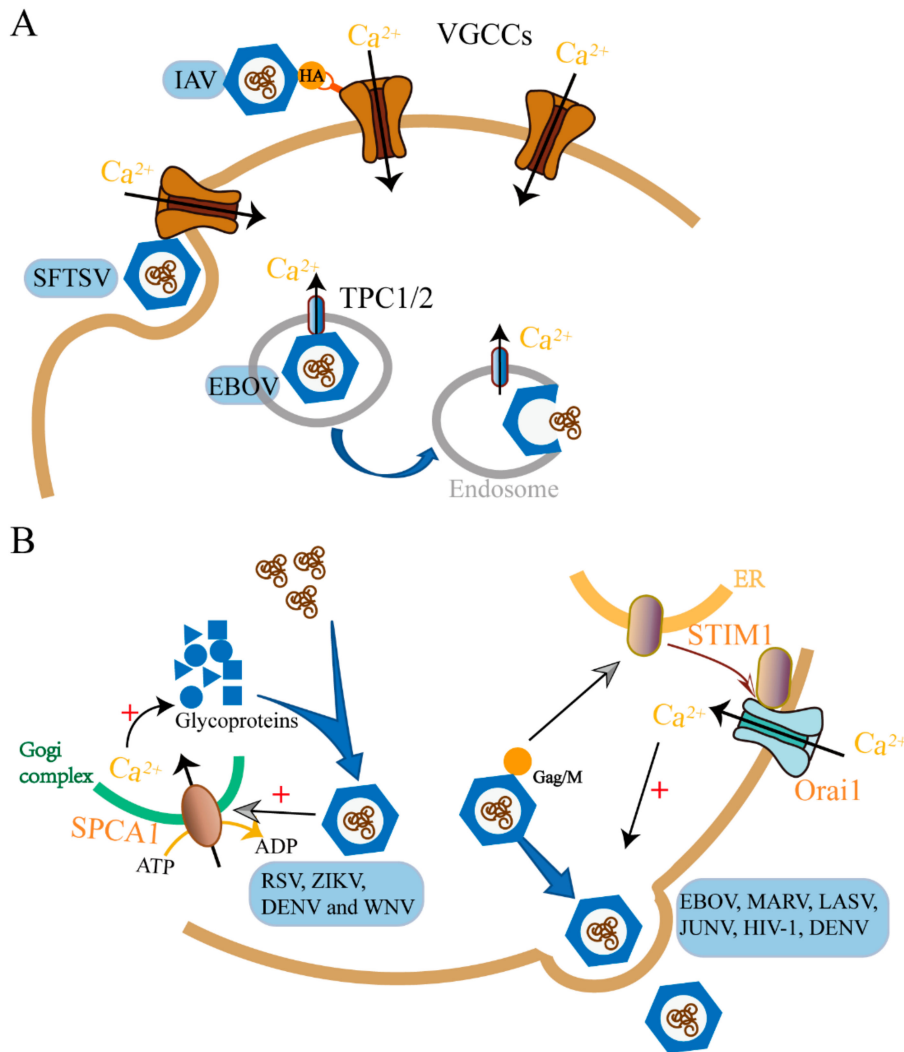 A
Ca²⁺
VGCCs
Ca²⁺
IAV
HA
Ca²⁺
SFTSV
Ca²⁺
TPC1/2
Ca²⁺
EBOV
Endosome
B
ER
STIM1
+
Glycoproteins
Gogi
complex
Ca²⁺
Ca²⁺
Ca²⁺
Gag/M
Orai1
SPCA1
+
+
ATP
ADP
RSV, ZIKV,
DENV and WNV
EBOV, MARV, LASV,
JUNV, HIV-1, DENV